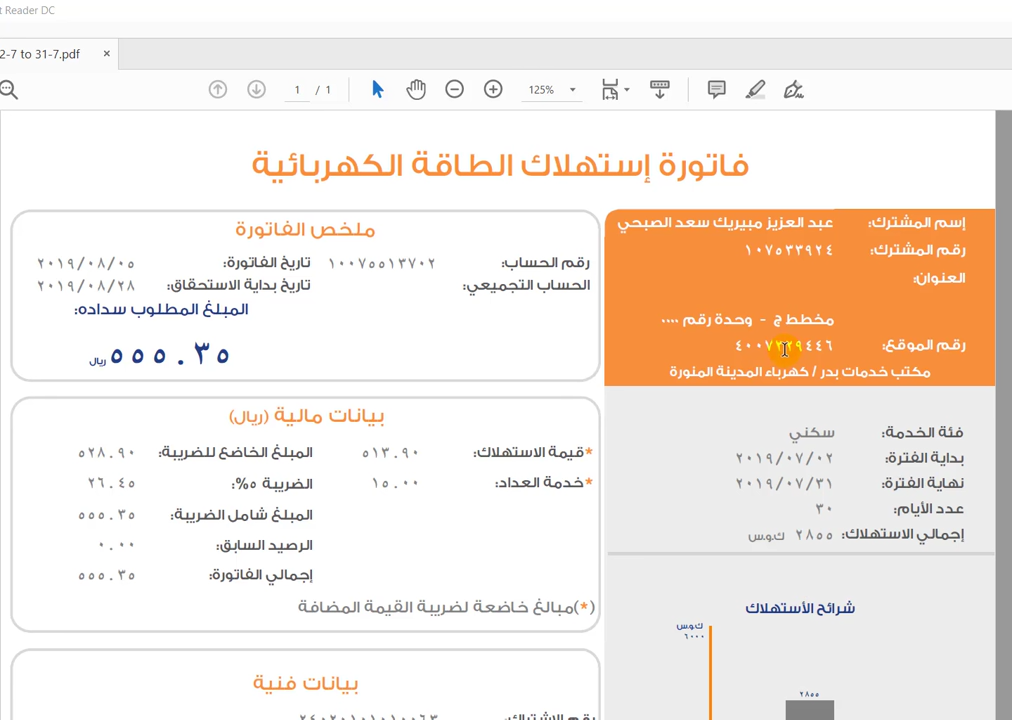 t Reader DC
2-7 to 31-7.pdf ×
1 / 1 125%
فاتورة إستهلاك الطاقة الكهربائية
إسم المشترك: عبد العزيز مبيريك سعد الصبحي
رقم المشترك: ١٠٧٥٣٣٩٢٤
العنوان:
مخطط ج - وحدة رقم ....
رقم الموقع:
مكتب خدمات بدر / كهرباء المدينة المنورة
فئة الخدمة: سكني
بداية الفترة: ٢٠١٩/٠٧/٠٢
نهاية الفترة: ٢٠١٩/٠٧/٣١
عدد الأيام: ٣٠
إجمالي الاستهلاك: ٢٨٥٥ ك.و.س
شرائح الأستهلاك
ك.و.س
٦٠٠٠
٢٨٥٥
ملخص الفاتورة
رقم الحساب: ١٠٠٧٥٥١٣٧٠٢ تاريخ الفاتورة: ٢٠١٩/٠٨/٠٥
الحساب التجميعي: تاريخ بداية الاستحقاق: ٢٠١٩/٠٨/٢٨
المبلغ المطلوب سداده:
٥٥٥.٣٥ ريال
بيانات مالية (ريال)
*قيمة الاستهلاك: ٥١٣.٩٠ المبلغ الخاضع للضريبة: ٥٢٨.٩٠
*خدمة العداد: ١٥.٠٠ الضريبة ٥%: ٢٦.٤٥
المبلغ شامل الضريبة: ٥٥٥.٣٥
الرصيد السابق: ٠.٠٠
إجمالي الفاتورة: ٥٥٥.٣٥
(*)مبالغ خاضعة لضريبة القيمة المضافة
بيانات فنية